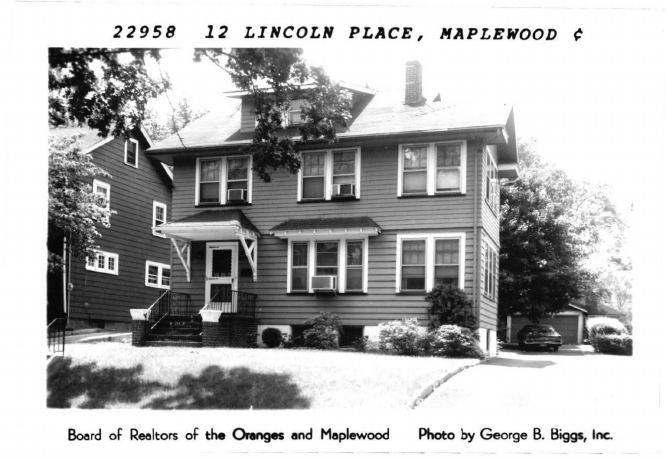 22958 12 LINCOLN PLACE, MAPLEWOOD ¢
Board of Realtors of the Oranges and Maplewood Photo by George B. Biggs, Inc.